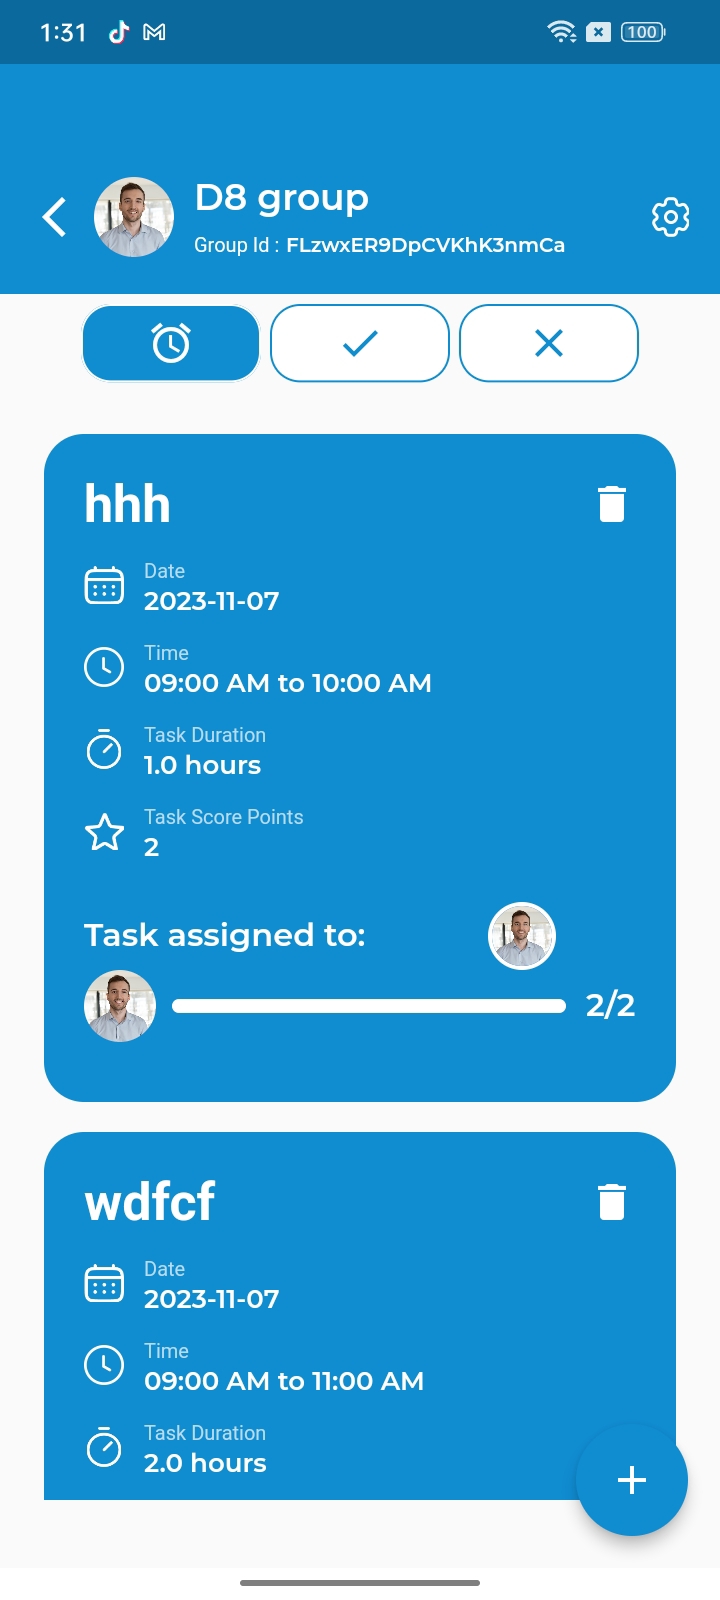 1:31
100
D8 group
Group Id : FLzwxER9DpCVKhK3nmCa
hhh
Date
2023-11-07
Time
09:00 AM to 10:00 AM
Task Duration
1.0 hours
Task Score Points
2
Task assigned to:
2/2
wdfcf
Date
2023-11-07
Time
09:00 AM to 11:00 AM
Task Duration
2.0 hours